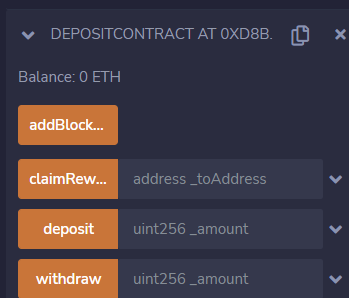 DEPOSITCONTRACT AT 0XD8B.
Balance: 0 ETH
addBlock...
claimRew... address _toAddress
deposit uint256 _amount
withdraw uint256 _amount